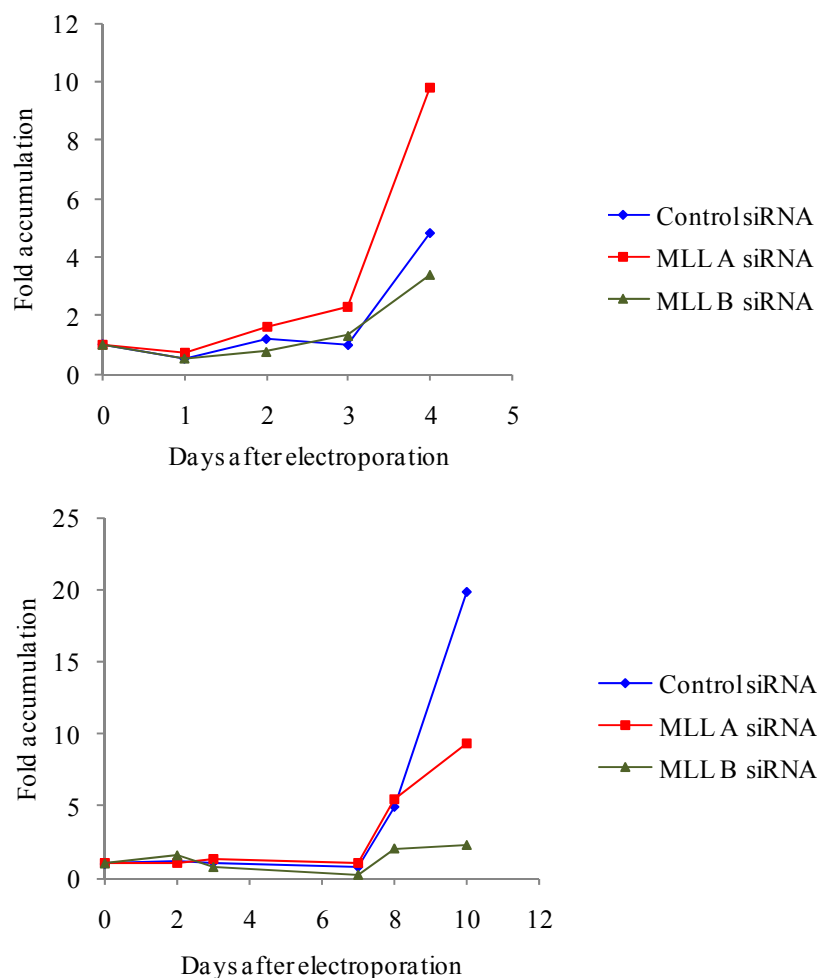 12
10
8
6
4
2
0
Fold accumulation
0 1 2 3 4 5
Days after electroporation
Control siRNA
MLL A siRNA
MLL B siRNA
25
20
15
10
5
0
Fold accumulation
0 2 4 6 8 10 12
Days after electroporation
Control siRNA
MLL A siRNA
MLL B siRNA